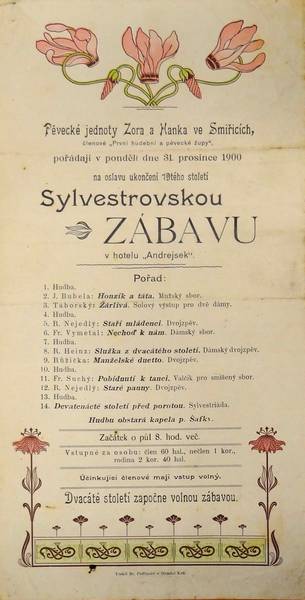 Pěvecké jednoty Zora a Hanka ve Smiřicích,
členové „První hudební a pěvecké župy“,
pořádají v pondělí dne 31. prosince 1900
na oslavu ukončení 19tého století
Sylvestrovskou
ZÁBAVU
v hotelu „Andrejsek“.
Pořad:
1. Hudba.
2. J. Bubela: Honzík a táta. Mužský sbor.
3. Táborský: Žárlivá. Solový výstup pro dvě dámy.
4. Hudba.
5. R. Nejedlý: Staří mládenci. Dvojzpěv.
6. Fr. Vymetal: Nechoď k nám. Dámský sbor.
7. Hudba.
8. R. Heinz: Služka z dvacátého století. Dámský dvojzpěv.
9. Růžička: Manželské duetto. Dvojzpěv.
10. Hudba.
11. Fr. Suchý: Pobídnutí k tanci. Valčík pro smíšený sbor.
12. R. Nejedlý: Staré panny. Dvojzpěv.
13. Hudba.
14. Devatenácté století před porotou. Sylvestriáda.
Hudbu obstará kapela p. Šafky.
Začátek o půl 8. hod. več.
Vstupné za osobu: člen 60 hal., nečlen 1 kor.,
rodina 2 kor. 40 hal.
Účinkující členové mají vstup volný.
Dvacáté století započne volnou zábavou.